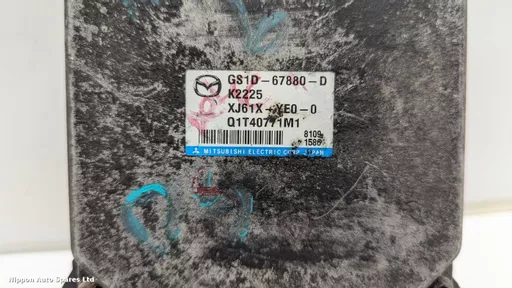 GS1D-67880-D
K2225
XJ61X-YE0-0
Q1T40771M1
8109
1586
MITSUBISHI ELECTRIC CORP. JAPAN
Nippon Auto Spares Ltd